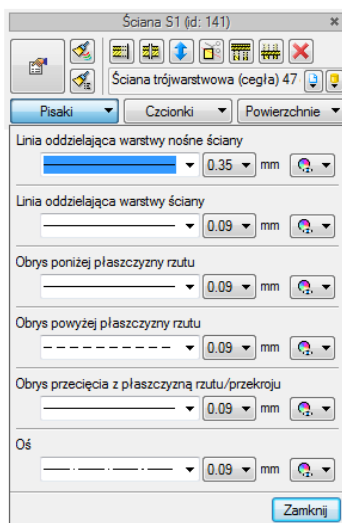 Ściana S1 (id: 141)
Ściana trójwarstwowa (cegła) 47
Pisaki Czcionki Powierzchnie
Linia oddzielająca warstwy nośne ściany
0.35 mm
Linia oddzielająca warstwy ściany
0.09 mm
Obrys poniżej płaszczyzny rzutu
0.09 mm
Obrys powyżej płaszczyzny rzutu
0.09 mm
Obrys przecięcia z płaszczyzną rzutu/przekroju
0.09 mm
Oś
0.09 mm
Zamknij